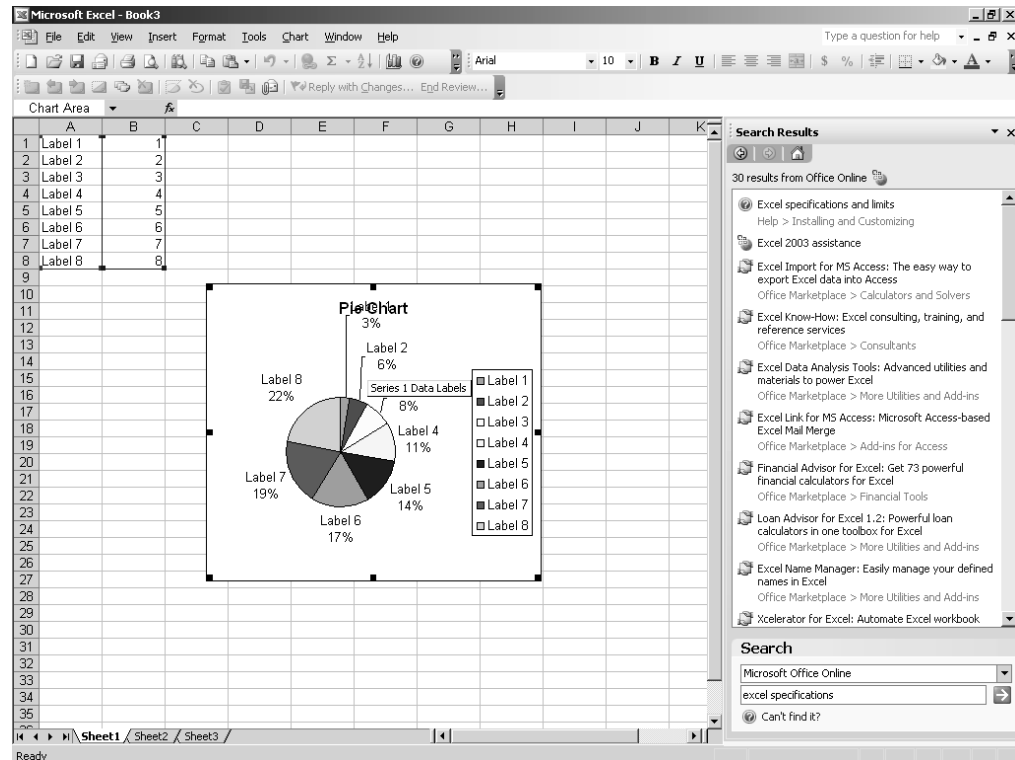 Microsoft Excel - Book3
File Edit View Insert Format Tools Chart Window Help
Type a question for help
Arial 10 B I U $ %
Reply with Changes... End Review...
Chart Area fx
A B C D E F G H I J K
1 Label 1 1
2 Label 2 2
3 Label 3 3
4 Label 4 4
5 Label 5 5
6 Label 6 6
7 Label 7 7
8 Label 8 8
9
10
11
12
13
14
15
16
17
18
19
20
21
22
23
24
25
26
27
28
29
30
31
32
33
34
35
Pie Chart
3%
Label 2
6%
Label 8
22%
Series 1 Data Labels
8%
Label 4
11%
Label 5
14%
Label 7
19%
Label 6
17%
Label 1
Label 2
Label 3
Label 4
Label 5
Label 6
Label 7
Label 8
Sheet1 Sheet2 Sheet3
Ready
Search Results
30 results from Office Online
Excel specifications and limits
Help > Installing and Customizing
Excel 2003 assistance
Excel Import for MS Access: The easy way to
export Excel data into Access
Office Marketplace > Calculators and Solvers
Excel Know-How: Excel consulting, training, and
reference services
Office Marketplace > Consultants
Excel Data Analysis Tools: Advanced utilities and
materials to power Excel
Office Marketplace > More Utilities and Add-ins
Excel Link for MS Access: Microsoft Access-based
Excel Mail Merge
Office Marketplace > Add-ins for Access
Financial Advisor for Excel: Get 73 powerful
financial calculators for Excel
Office Marketplace > Financial Tools
Loan Advisor for Excel 1.2: Powerful loan
calculators in one toolbox for Excel
Office Marketplace > More Utilities and Add-ins
Excel Name Manager: Easily manage your defined
names in Excel
Office Marketplace > More Utilities and Add-ins
Xcelerator for Excel: Automate Excel workbook
Search
Microsoft Office Online
excel specifications
Can't find it?